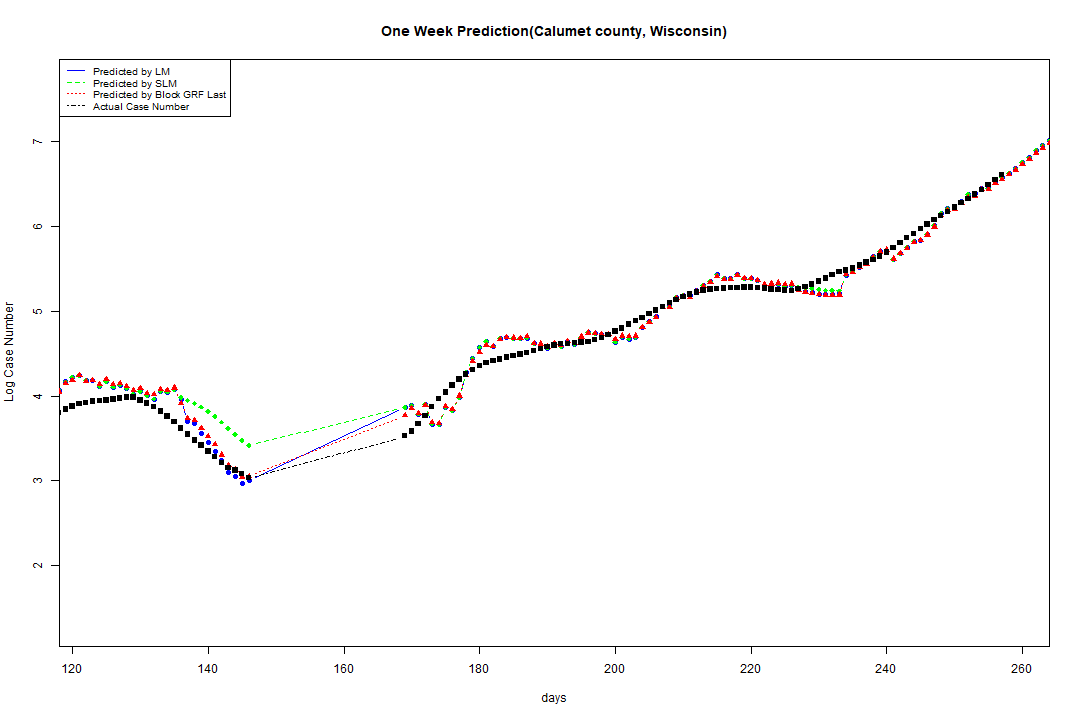 One Week Prediction(Calumet county, Wisconsin)
Predicted by LM
Predicted by SLM
Predicted by Block GRF Last
Actual Case Number
7
6
5
4
3
2
Log Case Number
120 140 160 180 200 220 240 260
days